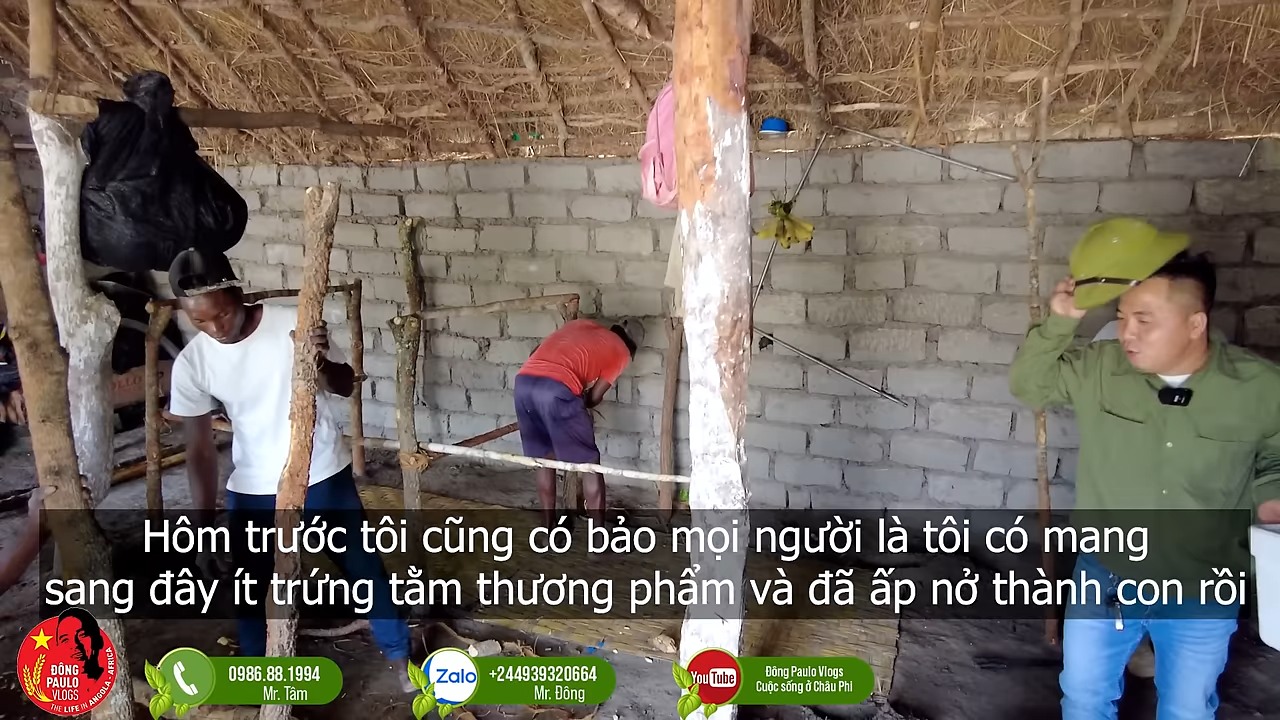 Hôm trước tôi cũng có bảo mọi người là tôi có mang
sang đây ít trứng tằm thương phẩm và đã ấp nở thành con rồi
ĐÔNG
PAULO
VLOGS
THE LIFE IN ANGOLA - AFRICA
0986.88.1994
Mr. Tâm
Zalo
+244939320664
Mr. Đông
YouTube
Đông Paulo Vlogs
Cuộc sống ở Châu Phi